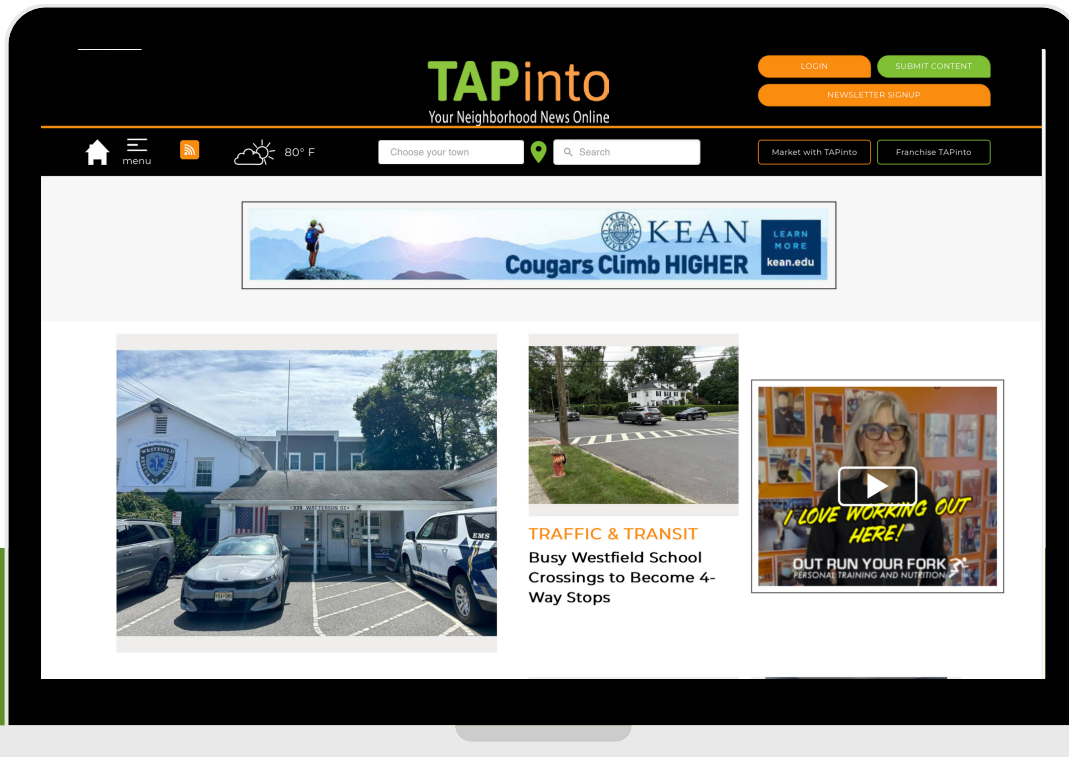 TAPinto
Your Neighborhood News Online
LOGIN
SUBMIT CONTENT
NEWSLETTER SIGNUP
menu
80° F
Choose your town
Search
Market with TAPinto
Franchise TAPinto
KEAN
Cougars Climb HIGHER
LEARN
MORE
kean.edu
WESTFIELD
335 WATTERSON ST
EMS
TRAFFIC & TRANSIT
Busy Westfield School
Crossings to Become 4-
Way Stops
I LOVE WORKING OUT
HERE!
OUT RUN YOUR FORK
PERSONAL TRAINING AND NUTRITION